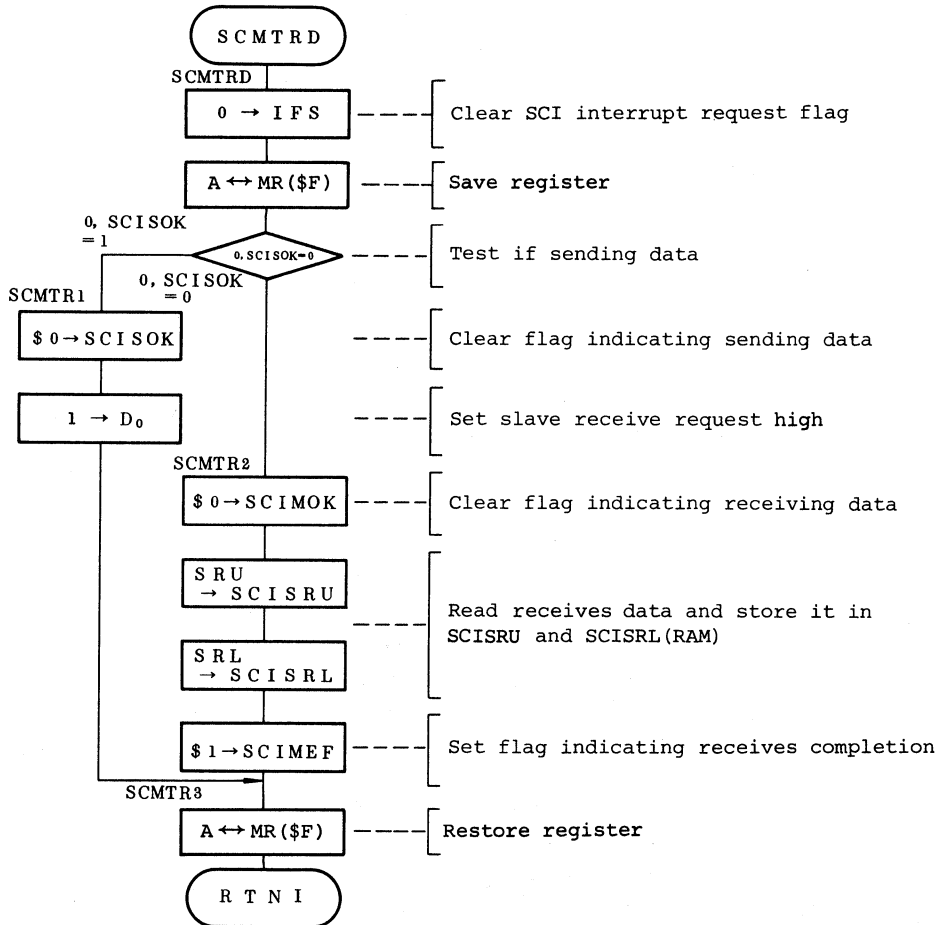 SCMTRD
SCMTRD
0 → IFS
Clear SCI interrupt request flag
A ↔ MR($F)
Save register
0, SCISOK
= 1
0, SCISOK=0
Test if sending data
0, SCISOK
= 0
SCMTR1
$0→SCISOK
Clear flag indicating sending data
1 → D₀
Set slave receive request high
SCMTR2
$0→SCIMOK
Clear flag indicating receiving data
SRU
→ SCISRU
Read receives data and store it in
SCISRU and SCISRL(RAM)
SRL
→ SCISRL
$1→SCIMEF
Set flag indicating receives completion
SCMTR3
A ↔ MR($F)
Restore register
RTNI